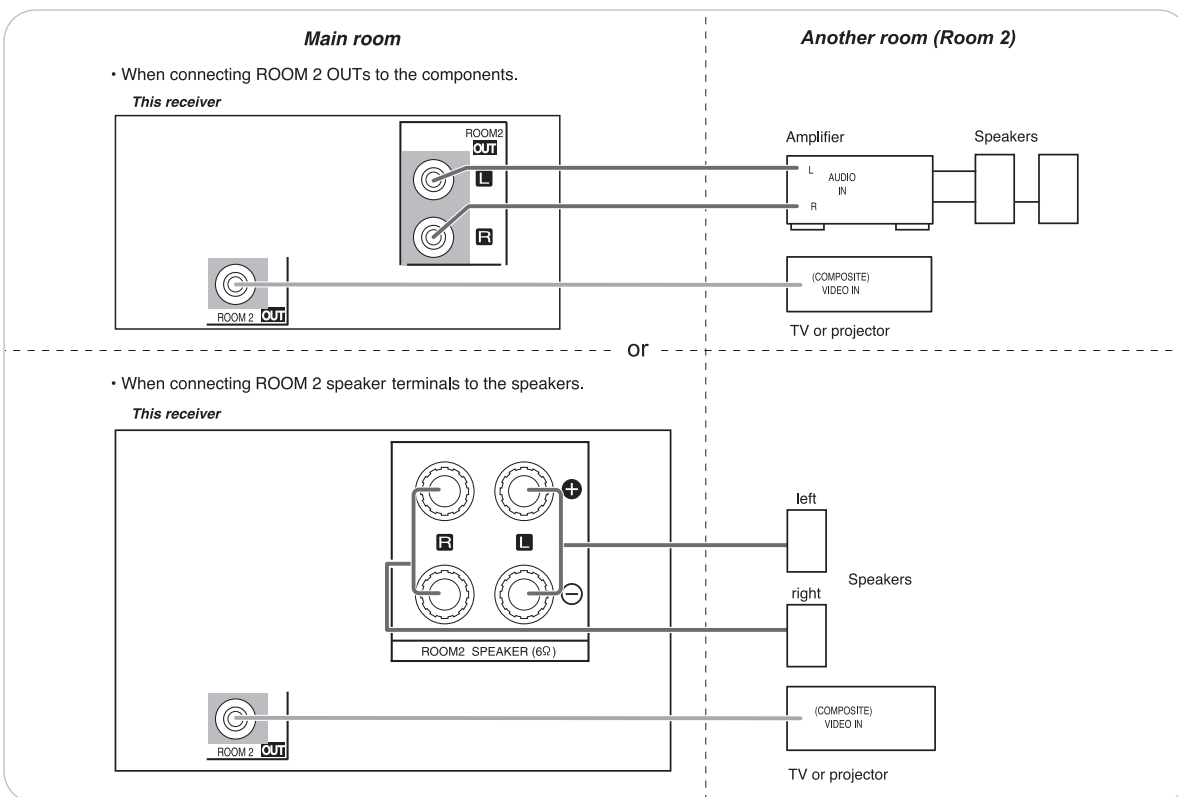 Main room
Another room (Room 2)
• When connecting ROOM 2 OUTs to the components.
This receiver
ROOM2
OUT
L
R
ROOM 2 OUT
Amplifier
Speakers
L
AUDIO
IN
R
(COMPOSITE)
VIDEO IN
TV or projector
or
• When connecting ROOM 2 speaker terminals to the speakers.
This receiver
+
R
L
−
ROOM2 SPEAKER (6Ω)
ROOM 2 OUT
left
Speakers
right
(COMPOSITE)
VIDEO IN
TV or projector